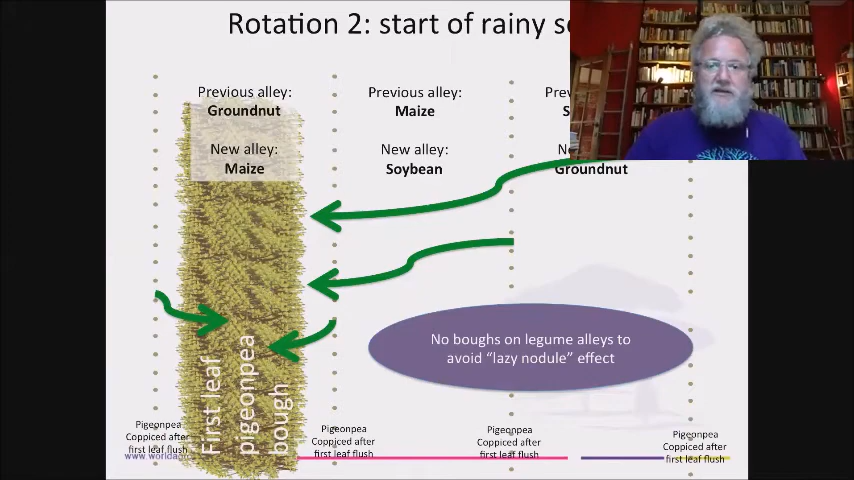 Rotation 2: start of rainy
Previous alley:
Groundnut
New alley:
Maize
Previous alley:
Maize
New alley:
Soybean
Groundnut
No boughs on legume alleys to
avoid “lazy nodule” effect
First leaf
pigeonpea
bough
Pigeonpea
Coppiced after
first leaf flush
Pigeonpea
Coppiced after
first leaf flush
Pigeonpea
Coppiced after
first leaf flush
Pigeonpea
Coppiced after
first leaf flush